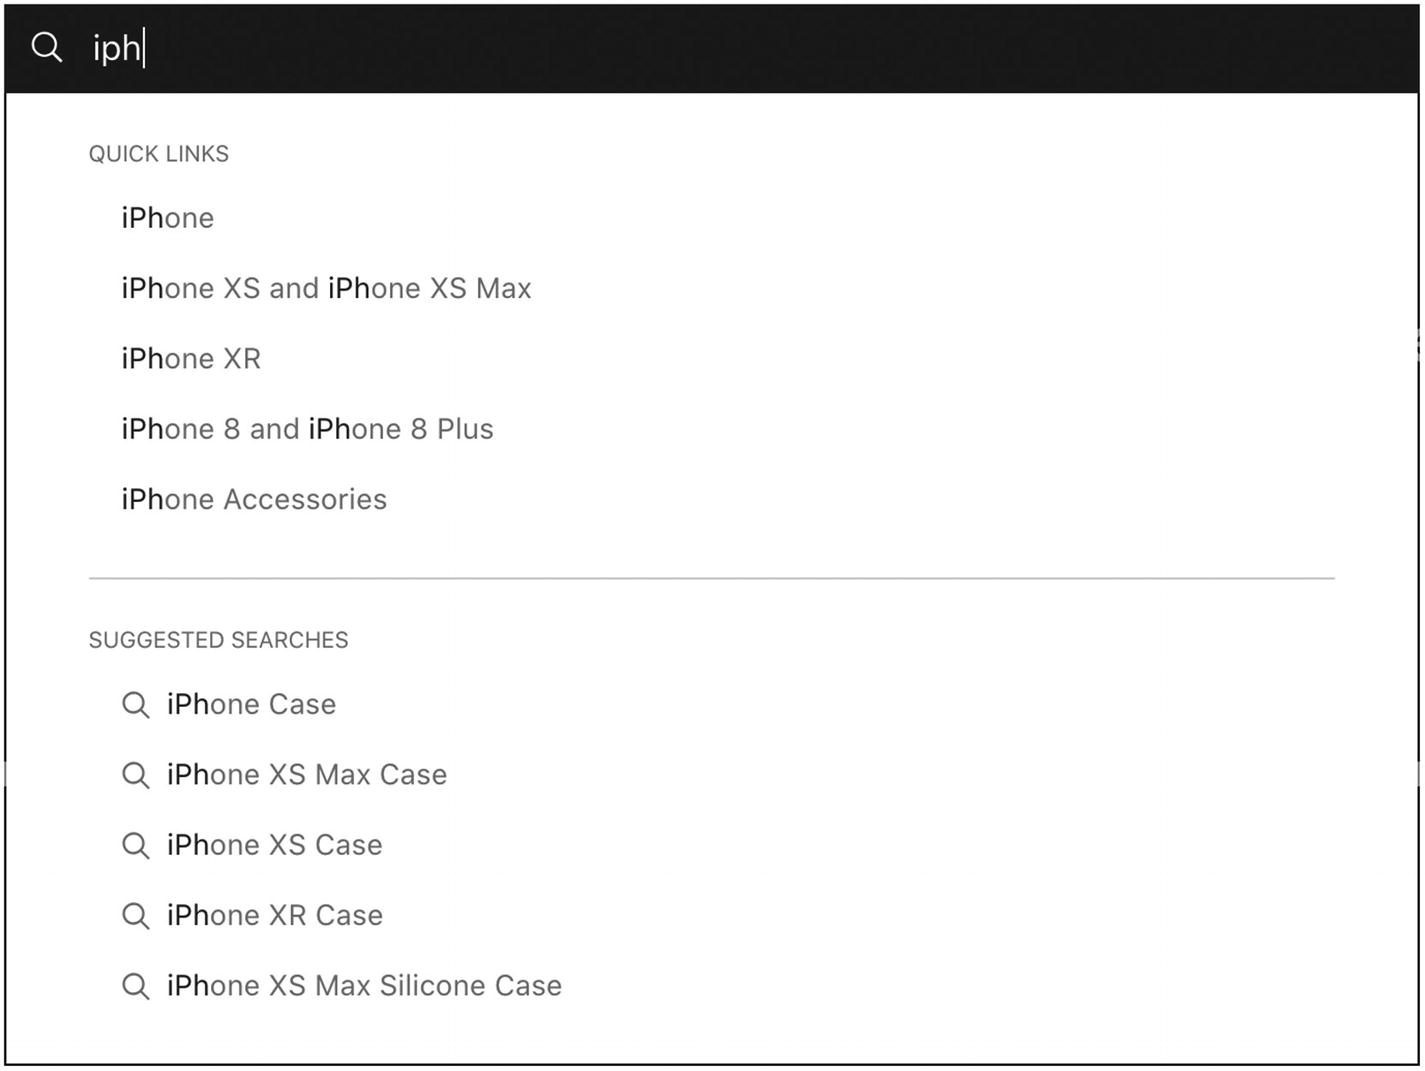 iph
QUICK LINKS
iPhone
iPhone XS and iPhone XS Max
iPhone XR
iPhone 8 and iPhone 8 Plus
iPhone Accessories
SUGGESTED SEARCHES
iPhone Case
iPhone XS Max Case
iPhone XS Case
iPhone XR Case
iPhone XS Max Silicone Case